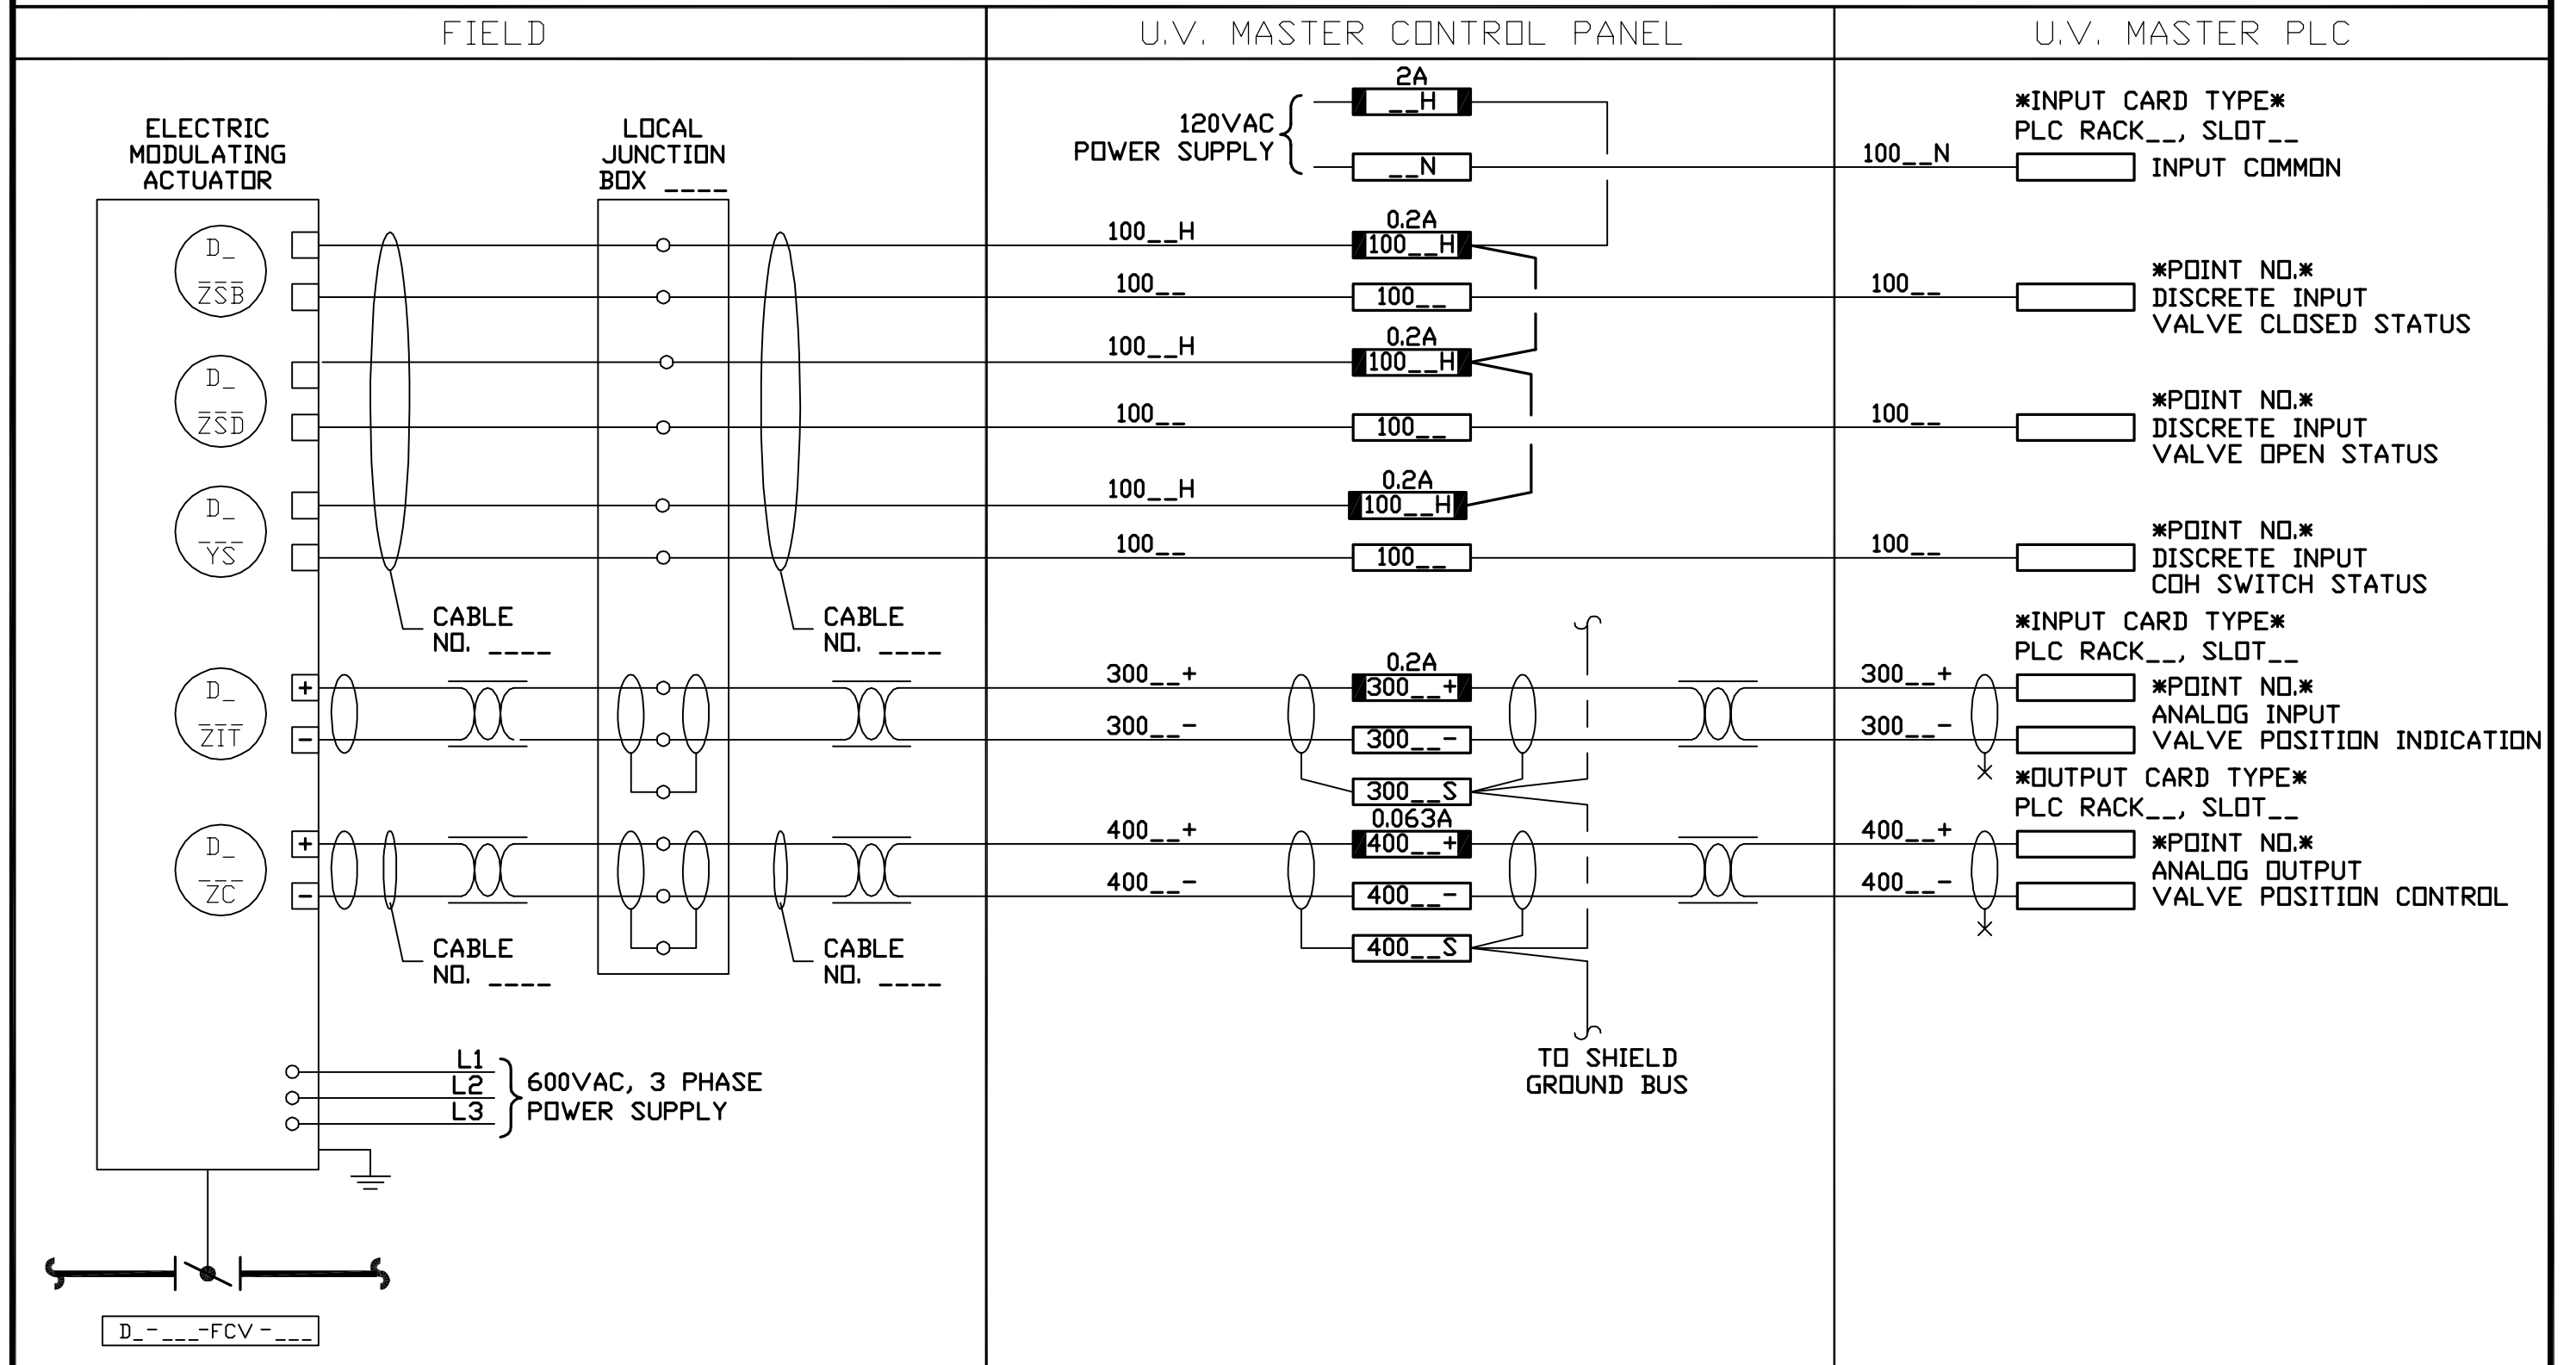 FIELD
U.V. MASTER CONTROL PANEL
U.V. MASTER PLC
ELECTRIC
MODULATING
ACTUATOR
LOCAL
JUNCTION
BOX ____
D_
ZSB
D_
ZSD
D_
YS
D_
ZIT
D_
ZC
+
-
+
-
CABLE
NO. ____
CABLE
NO. ____
CABLE
NO. ____
CABLE
NO. ____
L1
L2
L3
600VAC, 3 PHASE
POWER SUPPLY
D_-___-FCV-___
120VAC
POWER SUPPLY
2A
__H
__N
100__H
0.2A
100__H
100__
100__
100__H
0.2A
100__H
100__
100__
100__H
0.2A
100__H
100__
100__
300__+
0.2A
300__+
300__-
300__-
300__S
400__+
0.063A
400__+
400__-
400__-
400__S
TO SHIELD
GROUND BUS
*INPUT CARD TYPE*
PLC RACK__, SLOT__
100__N
INPUT COMMON
100__
*POINT NO.*
DISCRETE INPUT
VALVE CLOSED STATUS
100__
*POINT NO.*
DISCRETE INPUT
VALVE OPEN STATUS
100__
*POINT NO.*
DISCRETE INPUT
COH SWITCH STATUS
*INPUT CARD TYPE*
PLC RACK__, SLOT__
300__+
300__-
*POINT NO.*
ANALOG INPUT
VALVE POSITION INDICATION
*OUTPUT CARD TYPE*
PLC RACK__, SLOT__
400__+
400__-
*POINT NO.*
ANALOG OUTPUT
VALVE POSITION CONTROL